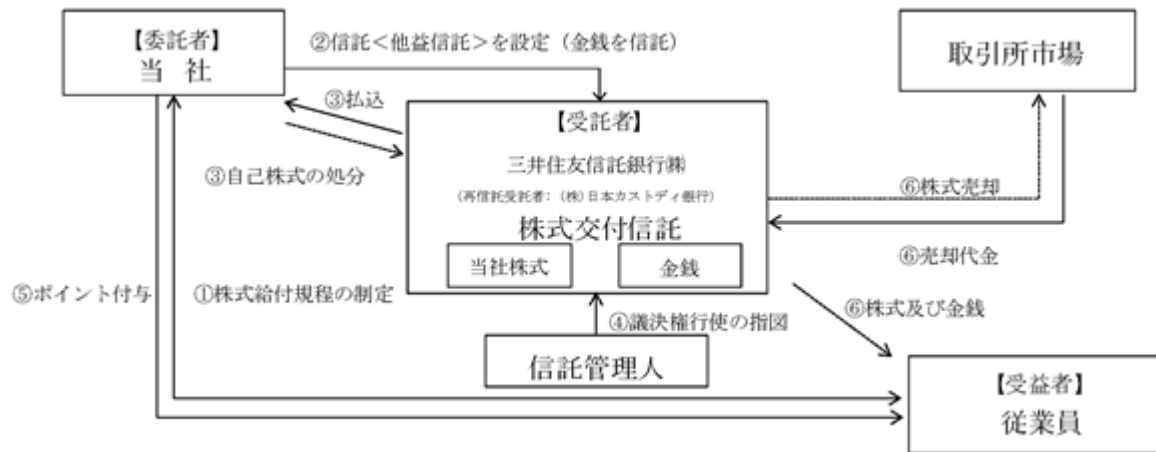 【委託者】
当 社
②信託＜他益信託＞を設定（金銭を信託）
取引所市場
③払込
③自己株式の処分
【受託者】
三井住友信託銀行㈱
(再信託受託者：(株)日本カストディ銀行)
株式交付信託
当社株式
金銭
⑥株式売却
⑥売却代金
⑤ポイント付与
①株式給付規程の制定
④議決権行使の指図
⑥株式及び金銭
信託管理人
【受益者】
従業員